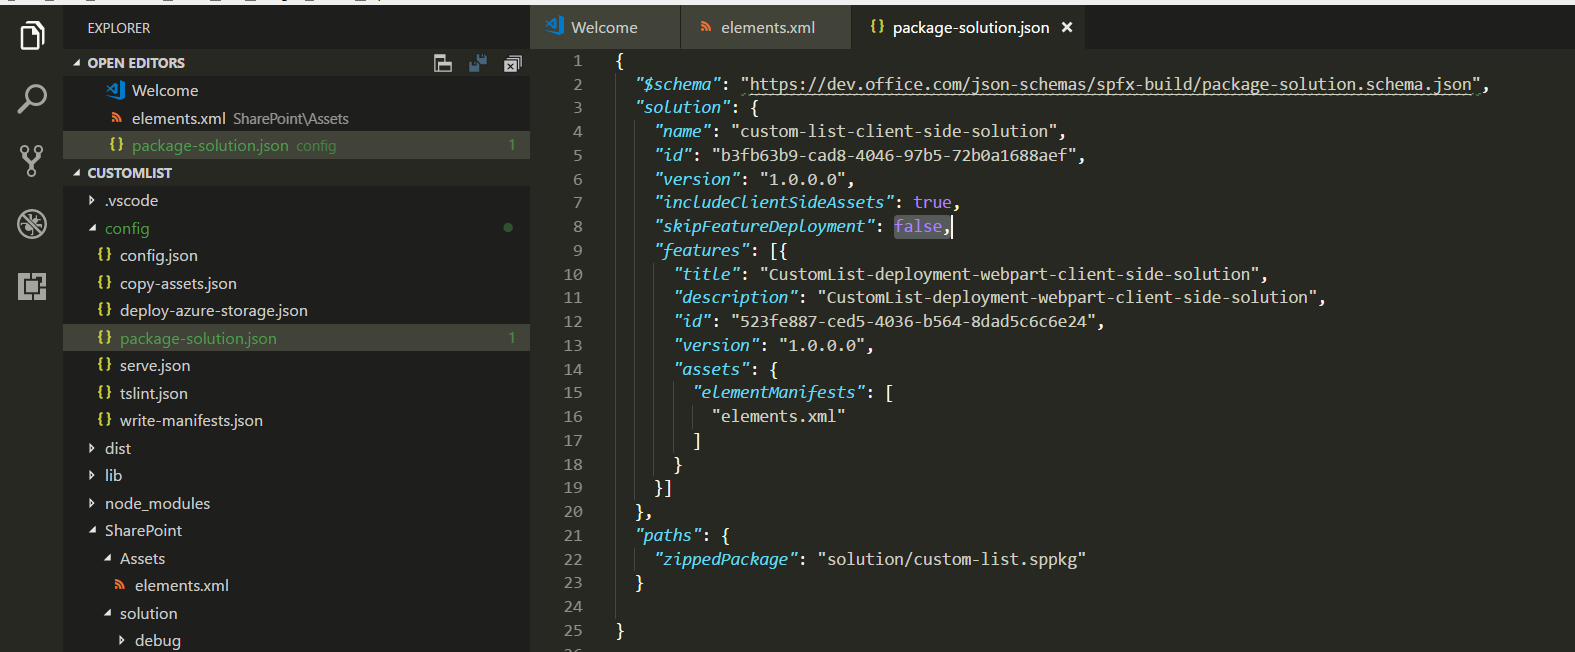 EXPLORER
OPEN EDITORS
Welcome
elements.xml SharePoint\Assets
package-solution.json config 1
CUSTOMLIST
.vscode
config
{} config.json
{} copy-assets.json
{} deploy-azure-storage.json
{} package-solution.json 1
{} serve.json
{} tslint.json
{} write-manifests.json
dist
lib
node_modules
SharePoint
Assets
elements.xml
solution
debug
Welcome elements.xml {} package-solution.json ×
1 {
2 "$schema": "https://dev.office.com/json-schemas/spfx-build/package-solution.schema.json",
3 "solution": {
4 "name": "custom-list-client-side-solution",
5 "id": "b3fb63b9-cad8-4046-97b5-72b0a1688aef",
6 "version": "1.0.0.0",
7 "includeClientSideAssets": true,
8 "skipFeatureDeployment": false,
9 "features": [{
10 "title": "CustomList-deployment-webpart-client-side-solution",
11 "description": "CustomList-deployment-webpart-client-side-solution",
12 "id": "523fe887-ced5-4036-b564-8dad5c6c6e24",
13 "version": "1.0.0.0",
14 "assets": {
15 "elementManifests": [
16 "elements.xml"
17 ]
18 }
19 }]
20 },
21 "paths": {
22 "zippedPackage": "solution/custom-list.sppkg"
23 }
24
25 }